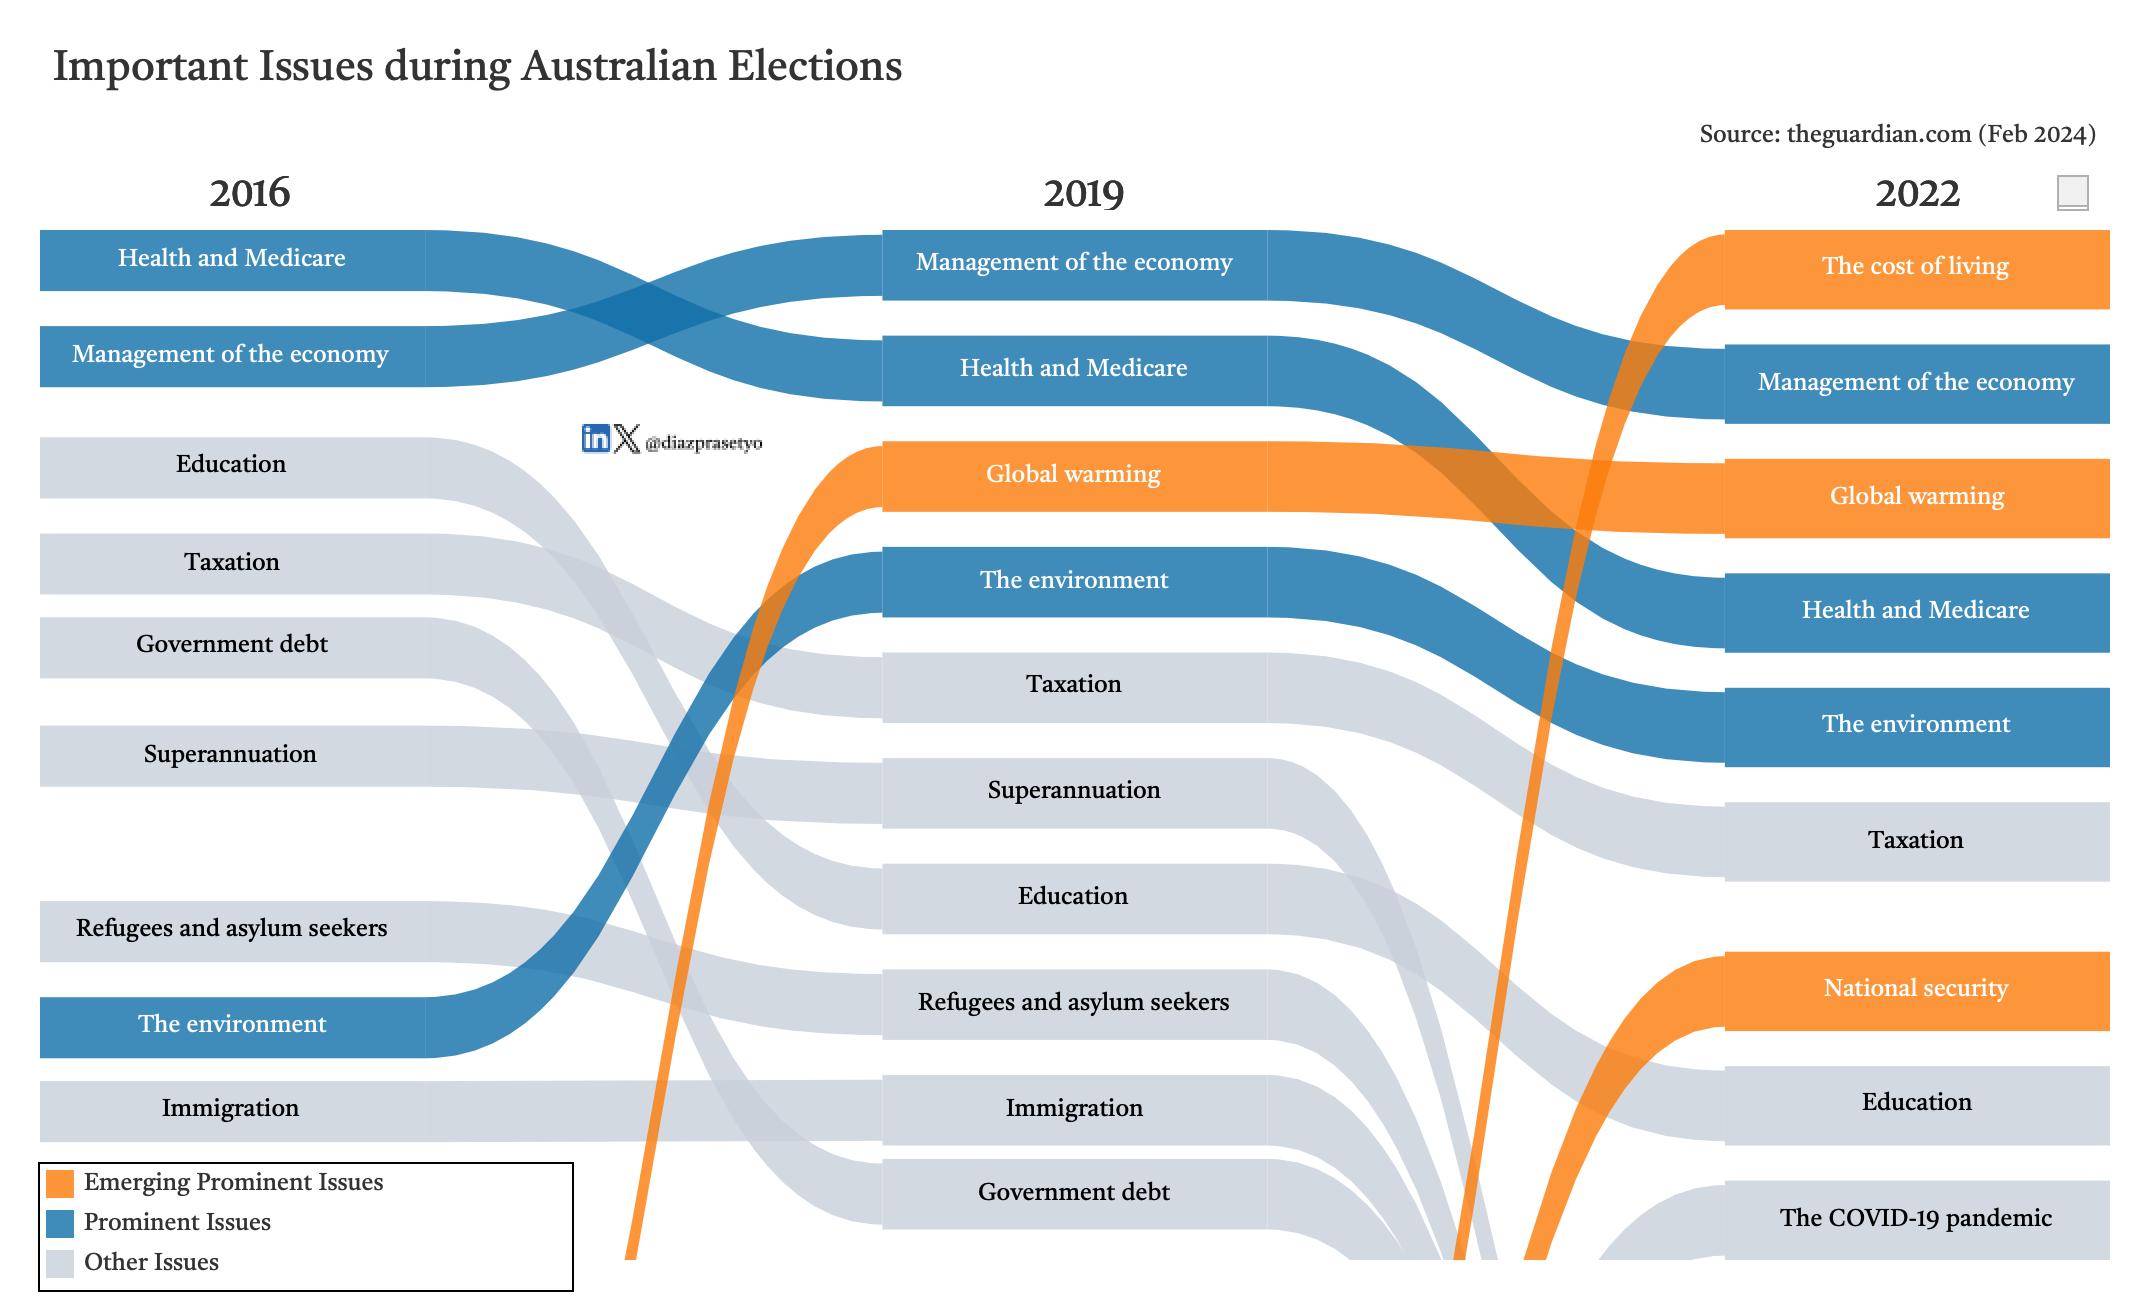 Important Issues during Australian Elections
Source: theguardian.com (Feb 2024)
2016
Health and Medicare
Management of the economy
Education
Taxation
Government debt
Superannuation
Refugees and asylum seekers
The environment
Immigration
in X @diazprasetyo
2019
Management of the economy
Health and Medicare
Global warming
The environment
Taxation
Superannuation
Education
Refugees and asylum seekers
Immigration
Government debt
2022
The cost of living
Management of the economy
Global warming
Health and Medicare
The environment
Taxation
National security
Education
The COVID-19 pandemic
Emerging Prominent Issues
Prominent Issues
Other Issues